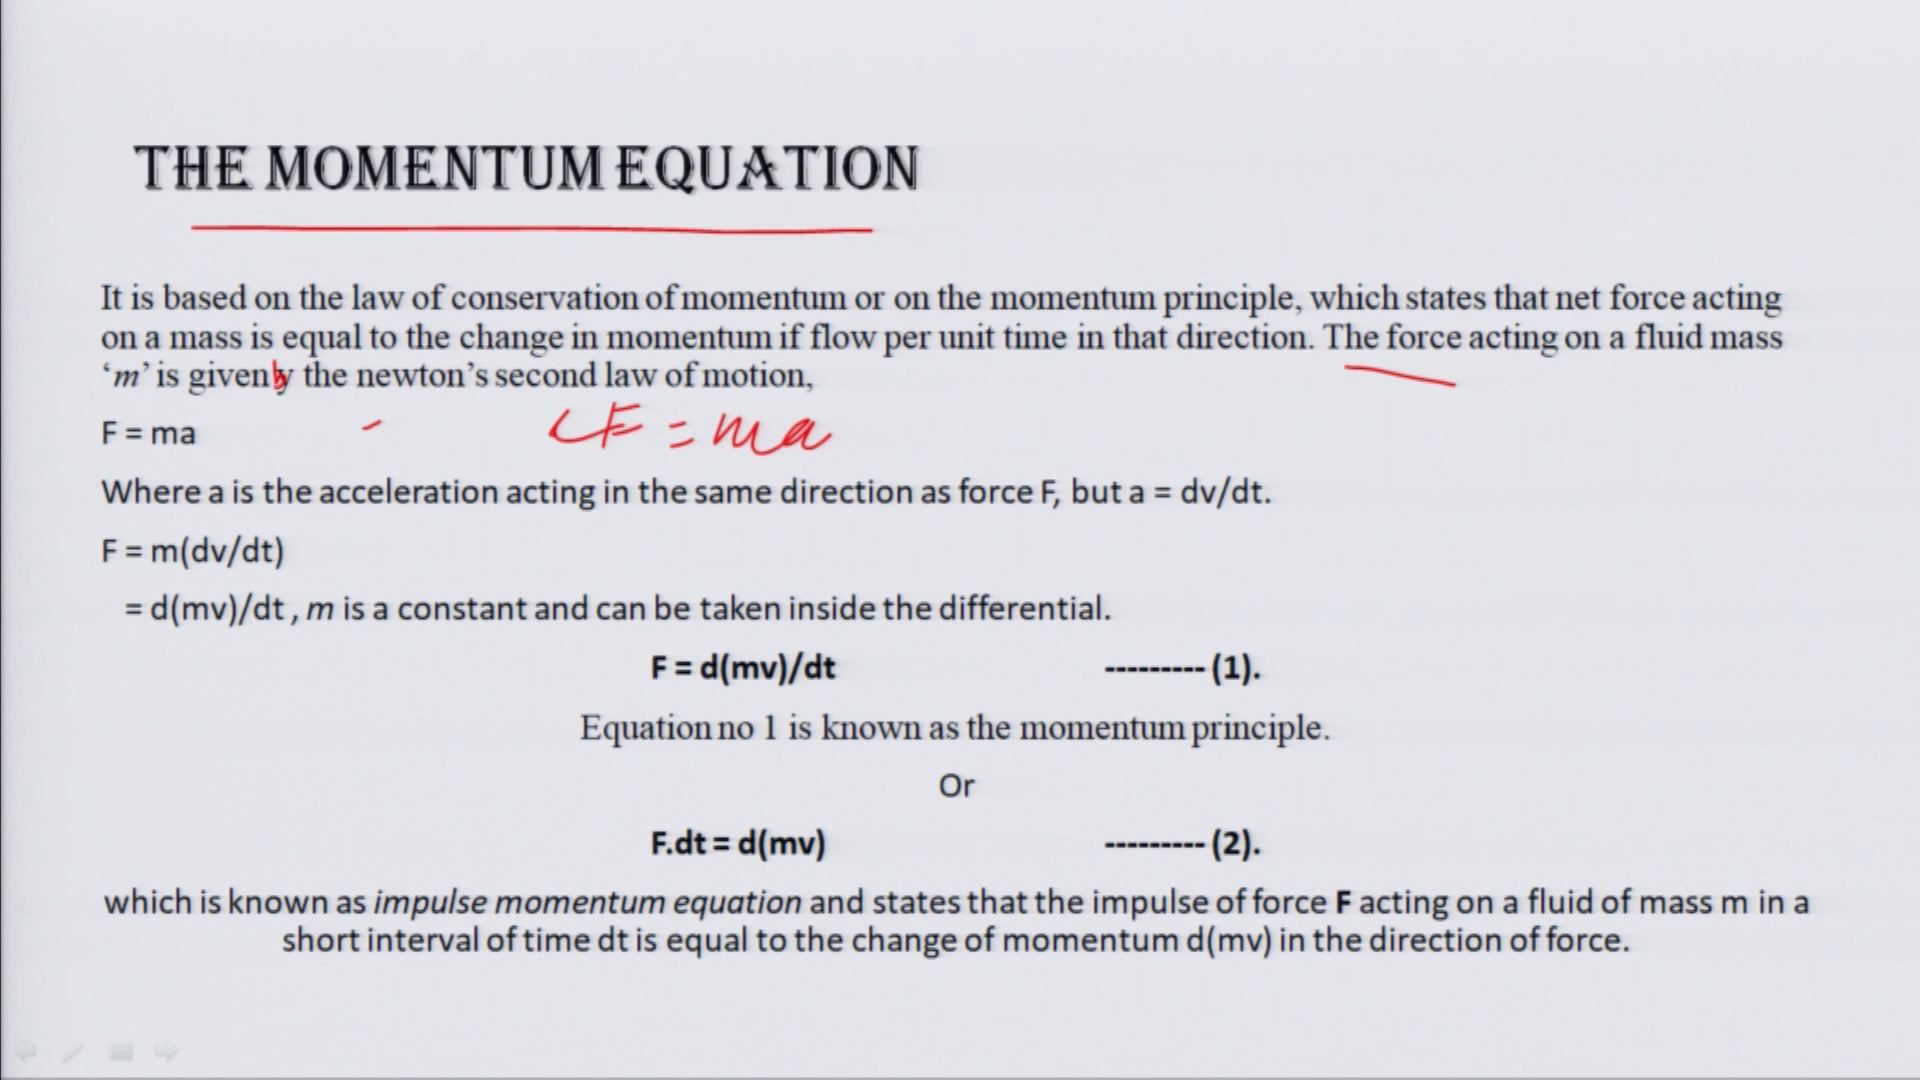 THE MOMENTUM EQUATION
It is based on the law of conservation of momentum or on the momentum principle, which states that net force acting
on a mass is equal to the change in momentum if flow per unit time in that direction. The force acting on a fluid mass
‘m’ is given by the newton’s second law of motion,
F = ma
F = ma
Where a is the acceleration acting in the same direction as force F, but a = dv/dt.
F = m(dv/dt)
= d(mv)/dt , m is a constant and can be taken inside the differential.
F = d(mv)/dt --------- (1).
Equation no 1 is known as the momentum principle.
Or
F.dt = d(mv) --------- (2).
which is known as impulse momentum equation and states that the impulse of force F acting on a fluid of mass m in a
short interval of time dt is equal to the change of momentum d(mv) in the direction of force.